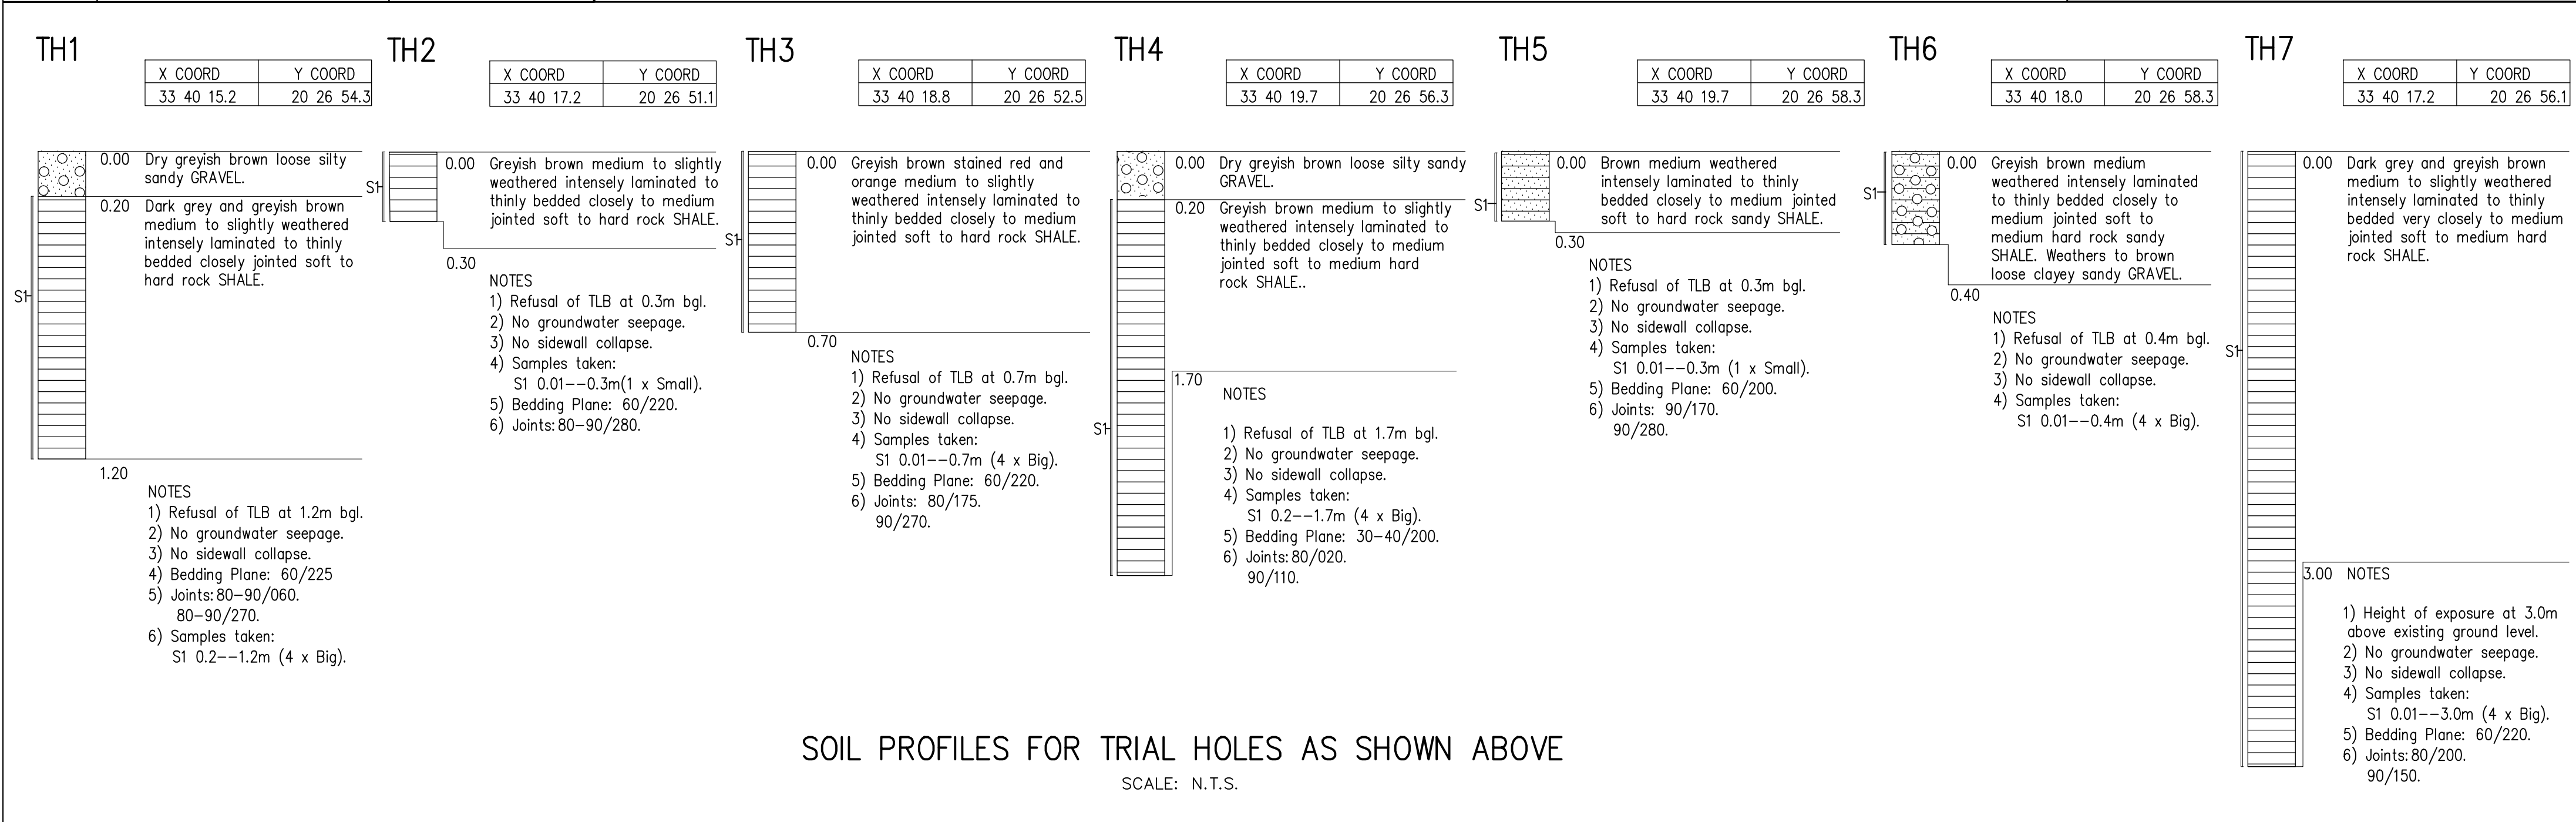 TH1
X COORD Y COORD
33 40 15.2 20 26 54.3
0.00 Dry greyish brown loose silty
sandy GRAVEL.
0.20 Dark grey and greyish brown
medium to slightly weathered
intensely laminated to thinly
bedded closely jointed soft to
hard rock SHALE.
S1
1.20
NOTES
1) Refusal of TLB at 1.2m bgl.
2) No groundwater seepage.
3) No sidewall collapse.
4) Bedding Plane: 60/225
5) Joints: 80-90/060.
80-90/270.
6) Samples taken:
S1 0.2--1.2m (4 x Big).
TH2
X COORD Y COORD
33 40 17.2 20 26 51.1
0.00 Greyish brown medium to slightly
S1 weathered intensely laminated to
thinly bedded closely to medium
jointed soft to hard rock SHALE.
0.30
NOTES
1) Refusal of TLB at 0.3m bgl.
2) No groundwater seepage.
3) No sidewall collapse.
4) Samples taken:
S1 0.01--0.3m(1 x Small).
5) Bedding Plane: 60/220.
6) Joints: 80-90/280.
TH3
X COORD Y COORD
33 40 18.8 20 26 52.5
0.00 Greyish brown stained red and
orange medium to slightly
weathered intensely laminated to
thinly bedded closely to medium
S1 jointed soft to hard rock SHALE.
0.70
NOTES
1) Refusal of TLB at 0.7m bgl.
2) No groundwater seepage.
3) No sidewall collapse.
4) Samples taken:
S1 0.01--0.7m (4 x Big).
5) Bedding Plane: 60/220.
6) Joints: 80/175.
90/270.
TH4
X COORD Y COORD
33 40 19.7 20 26 56.3
0.00 Dry greyish brown loose silty sandy
GRAVEL.
0.20 Greyish brown medium to slightly
weathered intensely laminated to
thinly bedded closely to medium
jointed soft to medium hard
rock SHALE..
1.70
NOTES
S1
1) Refusal of TLB at 1.7m bgl.
2) No groundwater seepage.
3) No sidewall collapse.
4) Samples taken:
S1 0.2--1.7m (4 x Big).
5) Bedding Plane: 30-40/200.
6) Joints: 80/020.
90/110.
TH5
X COORD Y COORD
33 40 19.7 20 26 58.3
0.00 Brown medium weathered
intensely laminated to thinly
bedded closely to medium jointed
S1 soft to hard rock sandy SHALE.
0.30
NOTES
1) Refusal of TLB at 0.3m bgl.
2) No groundwater seepage.
3) No sidewall collapse.
4) Samples taken:
S1 0.01--0.3m (1 x Small).
5) Bedding Plane: 60/200.
6) Joints: 90/170.
90/280.
TH6
X COORD Y COORD
33 40 18.0 20 26 58.3
0.00 Greyish brown medium
S1 weathered intensely laminated
to thinly bedded closely to
medium jointed soft to
medium hard rock sandy
SHALE. Weathers to brown
loose clayey sandy GRAVEL.
0.40
NOTES
1) Refusal of TLB at 0.4m bgl.
2) No groundwater seepage.
3) No sidewall collapse.
4) Samples taken:
S1 0.01--0.4m (4 x Big).
TH7
X COORD Y COORD
33 40 17.2 20 26 56.1
0.00 Dark grey and greyish brown
medium to slightly weathered
intensely laminated to thinly
bedded very closely to medium
jointed soft to medium hard
rock SHALE.
S1
3.00 NOTES
1) Height of exposure at 3.0m
above existing ground level.
2) No groundwater seepage.
3) No sidewall collapse.
4) Samples taken:
S1 0.01--3.0m (4 x Big).
5) Bedding Plane: 60/220.
6) Joints: 80/200.
90/150.
SOIL PROFILES FOR TRIAL HOLES AS SHOWN ABOVE
SCALE: N.T.S.